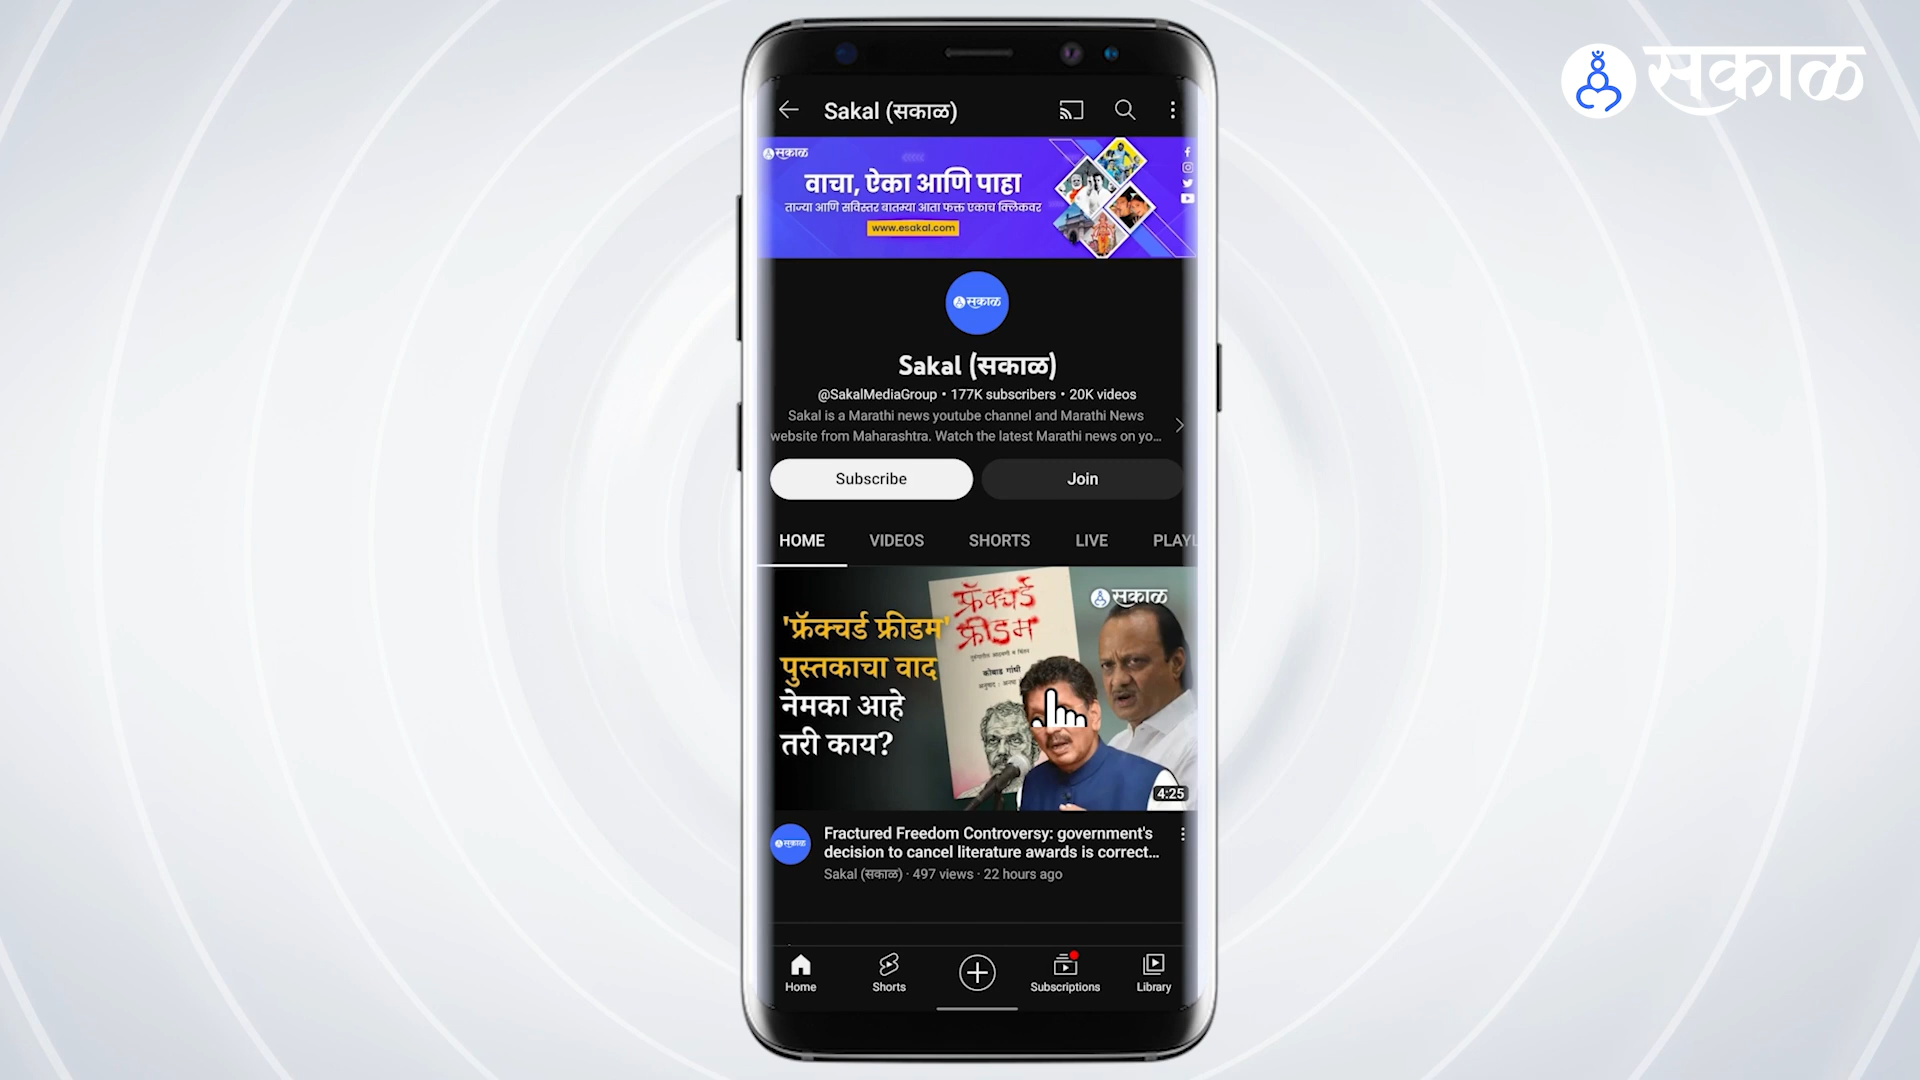 सकाळ
Sakal (सकाळ)
सकाळ
वाचा, ऐका आणि पाहा
ताज्या आणि सविस्तर बातम्या आता फक्त एकाच क्लिकवर
www.esakal.com
सकाळ
Sakal (सकाळ)
@SakalMediaGroup • 177K subscribers • 20K videos
Sakal is a Marathi news youtube channel and Marathi News
website from Maharashtra. Watch the latest Marathi news on yo...
Subscribe
Join
HOME VIDEOS SHORTS LIVE PLAYL
फ्रॅक्चर्ड
फ्रीडम
कोबाड गांधी
सकाळ
'फ्रॅक्चर्ड फ्रीडम'
पुस्तकाचा वाद
नेमका आहे
तरी काय?
4:25
सकाळ
Fractured Freedom Controversy: government's
decision to cancel literature awards is correct...
Sakal (सकाळ) · 497 views · 22 hours ago
Home Shorts Subscriptions Library